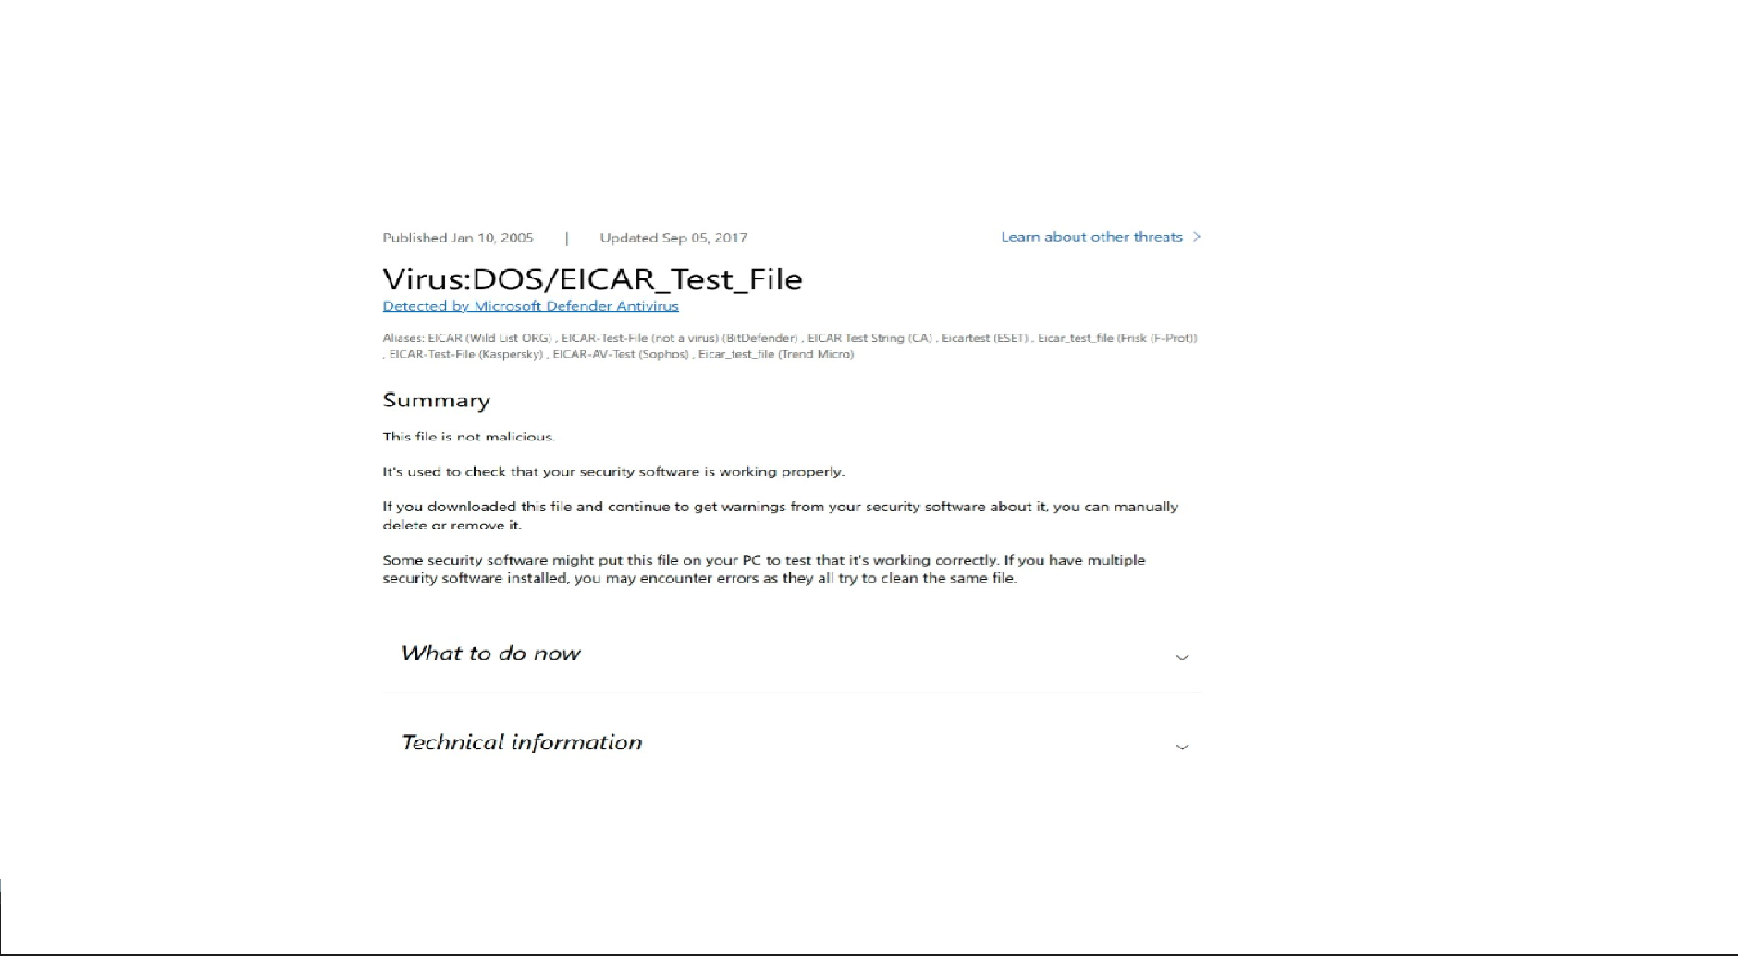 Published Jan 10, 2005 | Updated Sep 05, 2017 Learn about other threats >
Virus:DOS/EICAR_Test_File
Detected by Microsoft Defender Antivirus
Aliases: EICAR (Wild List ORG) , EICAR-Test-File (not a virus) (BitDefender) , EICAR Test String (CA) , Eicartest (ESET) , Eicar_test_file (Frisk (F-Prot))
, EICAR-Test-File (Kaspersky) , EICAR-AV-Test (Sophos) , Eicar_test_file (Trend Micro)
Summary
This file is not malicious.
It's used to check that your security software is working properly.
If you downloaded this file and continue to get warnings from your security software about it, you can manually
delete or remove it.
Some security software might put this file on your PC to test that it's working correctly. If you have multiple
security software installed, you may encounter errors as they all try to clean the same file.
What to do now
Technical information